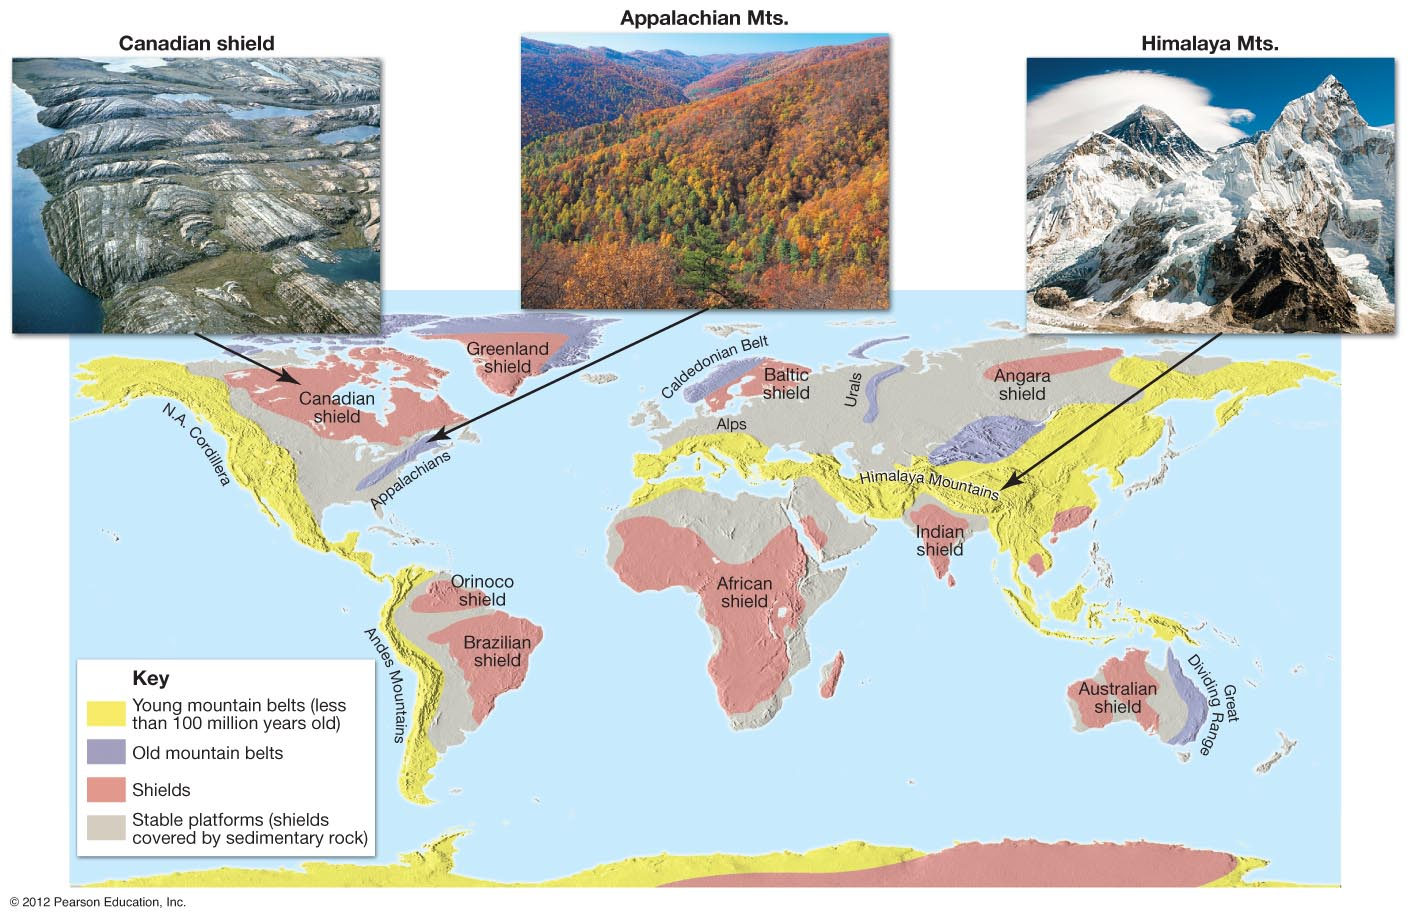 Canadian shield
Appalachian Mts.
Himalaya Mts.
Greenland
shield
Caldedonian Belt
Baltic
shield
Urals
Angara
shield
Canadian
shield
N.A. Cordillera
Appalachians
Alps
Himalaya Mountains
Indian
shield
African
shield
Orinoco
shield
Brazilian
shield
Andes Mountains
Australian
shield
Great
Dividing Range
Key
Young mountain belts (less
than 100 million years old)
Old mountain belts
Shields
Stable platforms (shields
covered by sedimentary rock)
© 2012 Pearson Education, Inc.